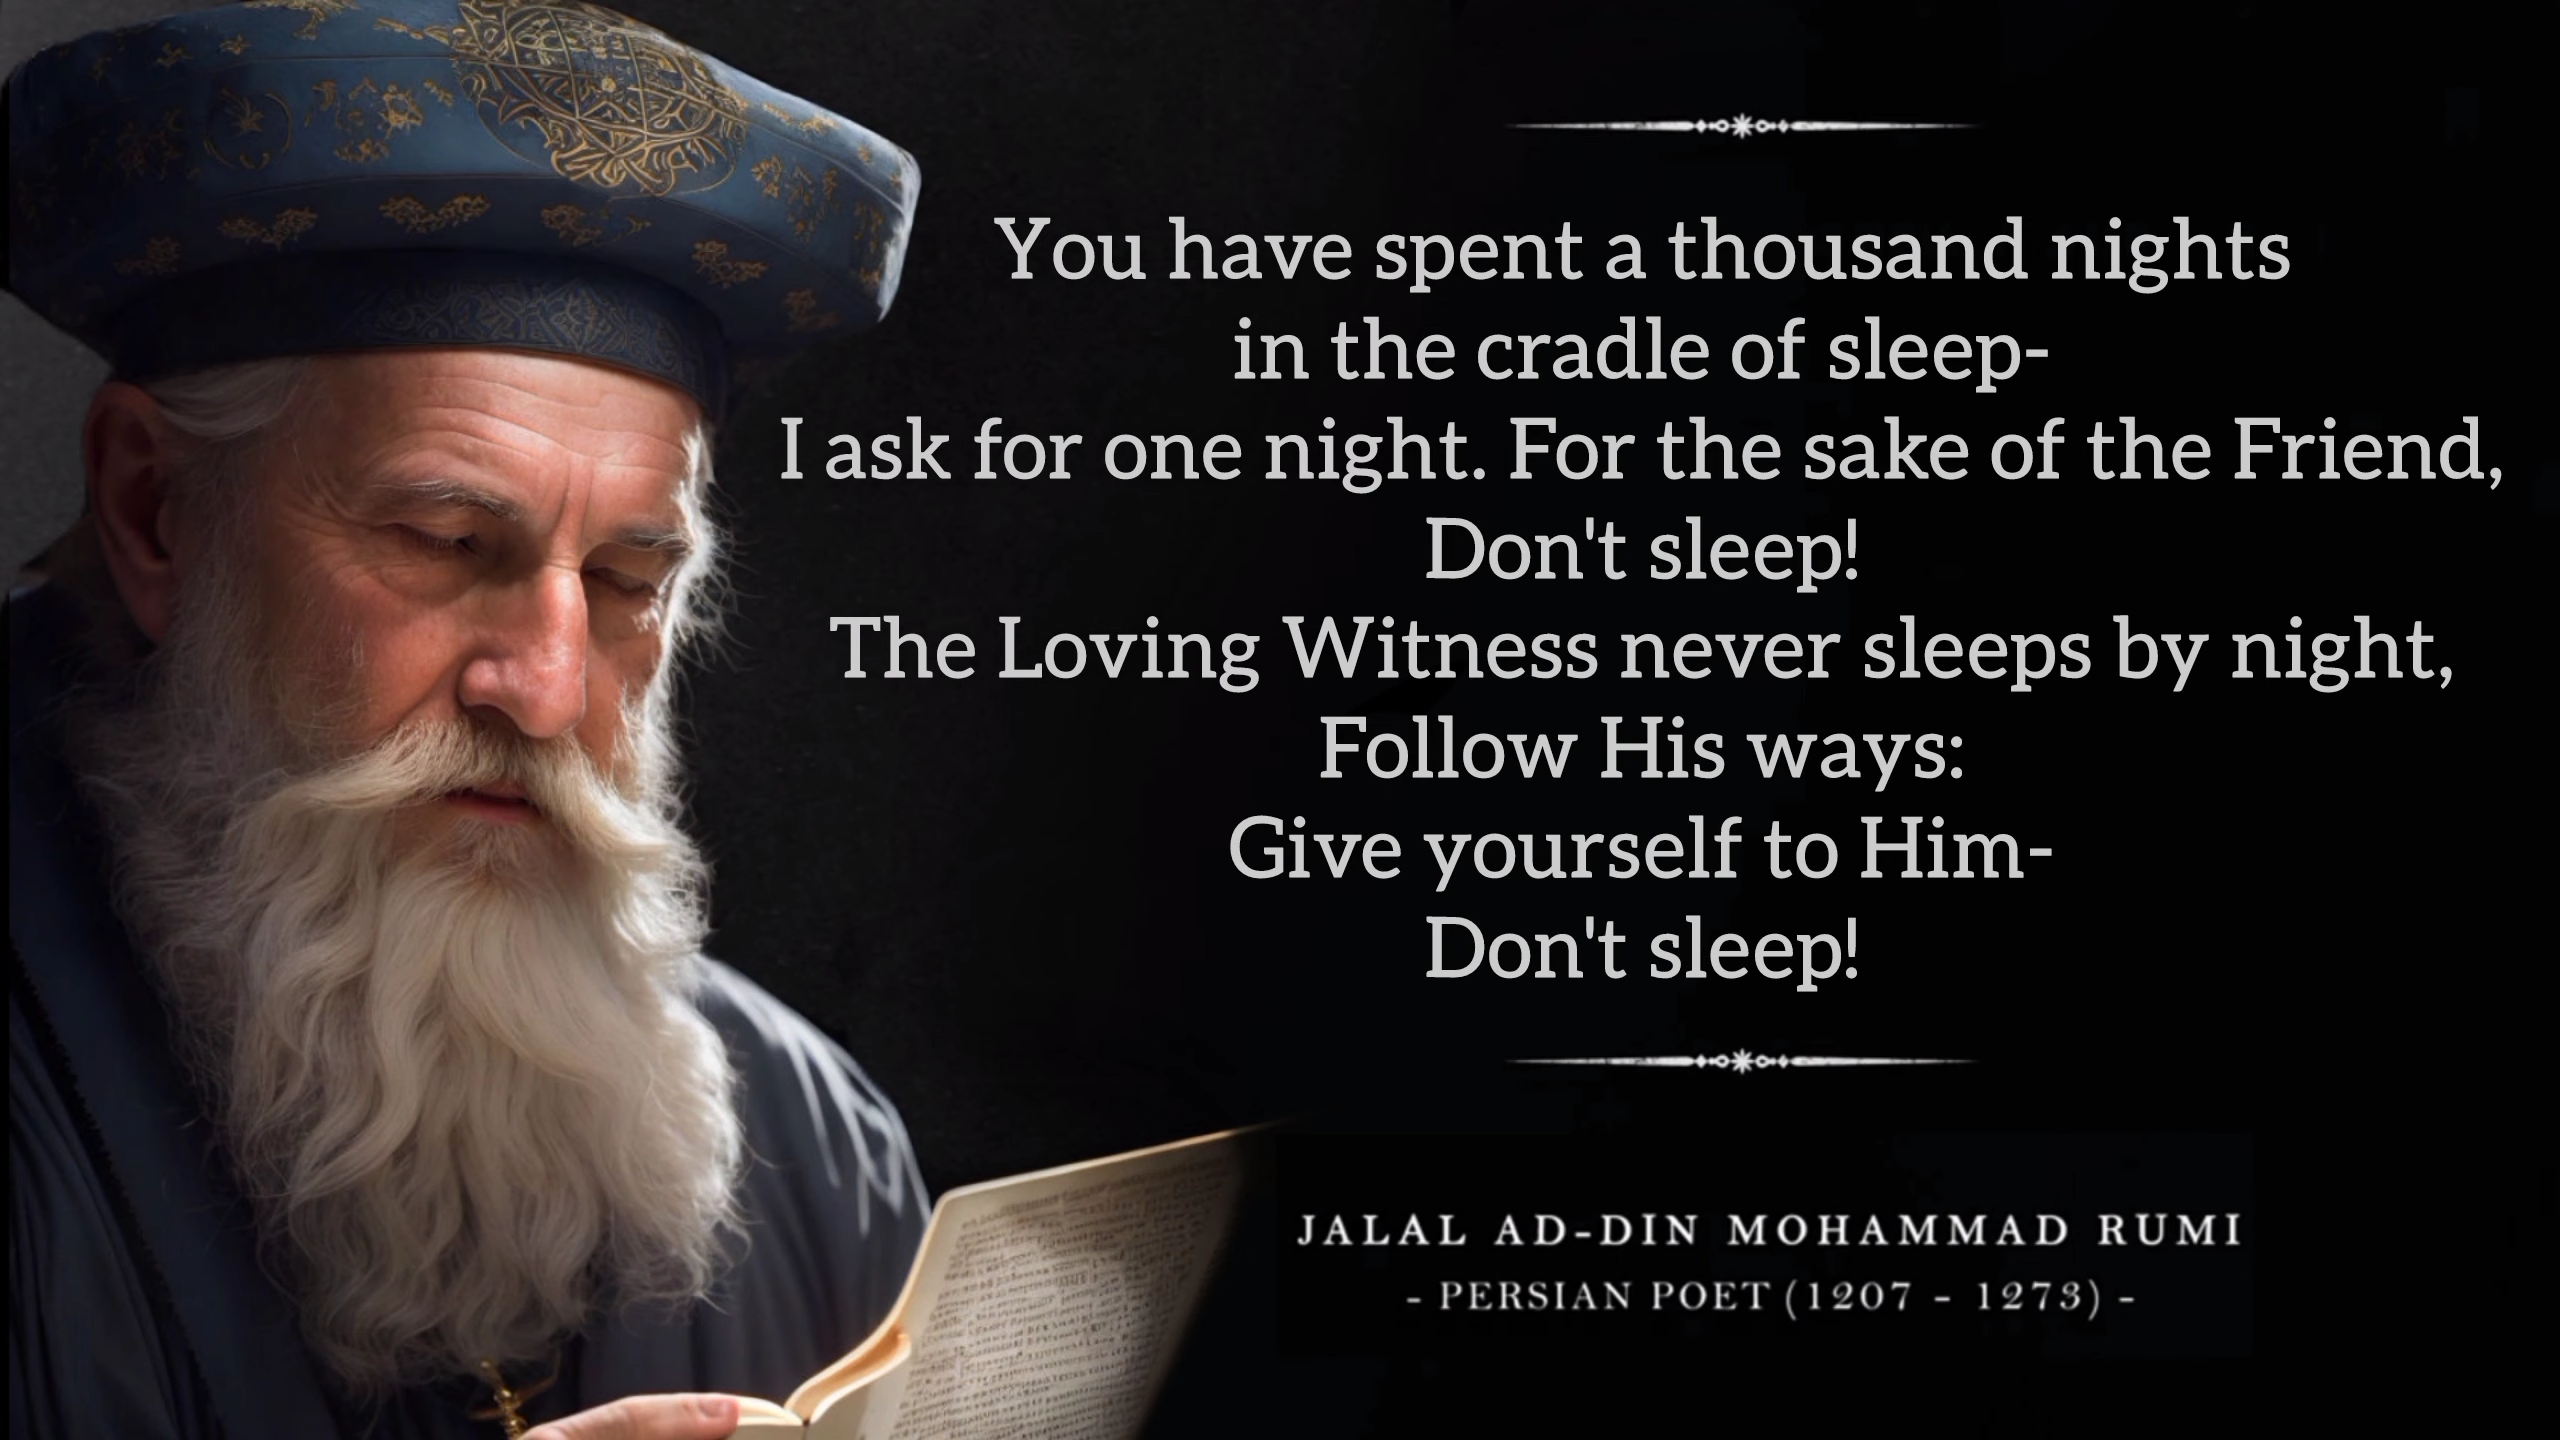 You have spent a thousand nights
in the cradle of sleep-
I ask for one night. For the sake of the Friend,
Don't sleep!
The Loving Witness never sleeps by night,
Follow His ways:
Give yourself to Him-
Don't sleep!
JALAL AD-DIN MOHAMMAD RUMI
- PERSIAN POET (1207 - 1273) -